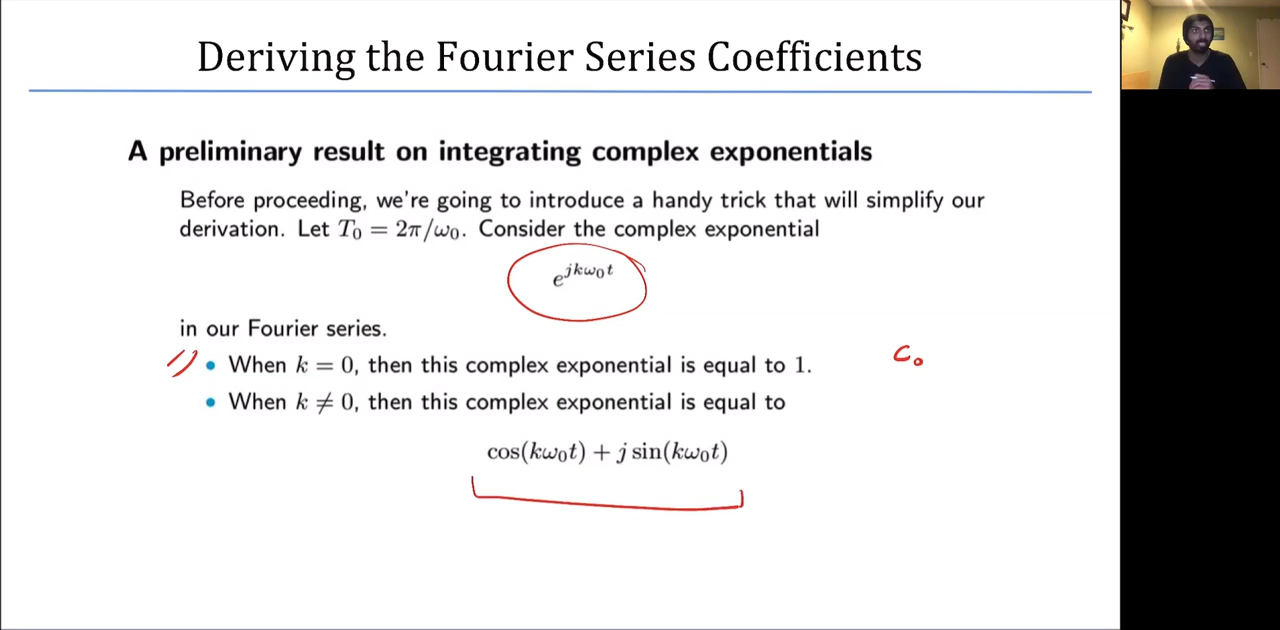 Deriving the Fourier Series Coefficients
A preliminary result on integrating complex exponentials
Before proceeding, we're going to introduce a handy trick that will simplify our
derivation. Let T₀ = 2π/ω₀. Consider the complex exponential
e^{jkω₀t}
in our Fourier series.
1) • When k = 0, then this complex exponential is equal to 1. c₀
• When k ≠ 0, then this complex exponential is equal to
cos(kω₀t) + j sin(kω₀t)